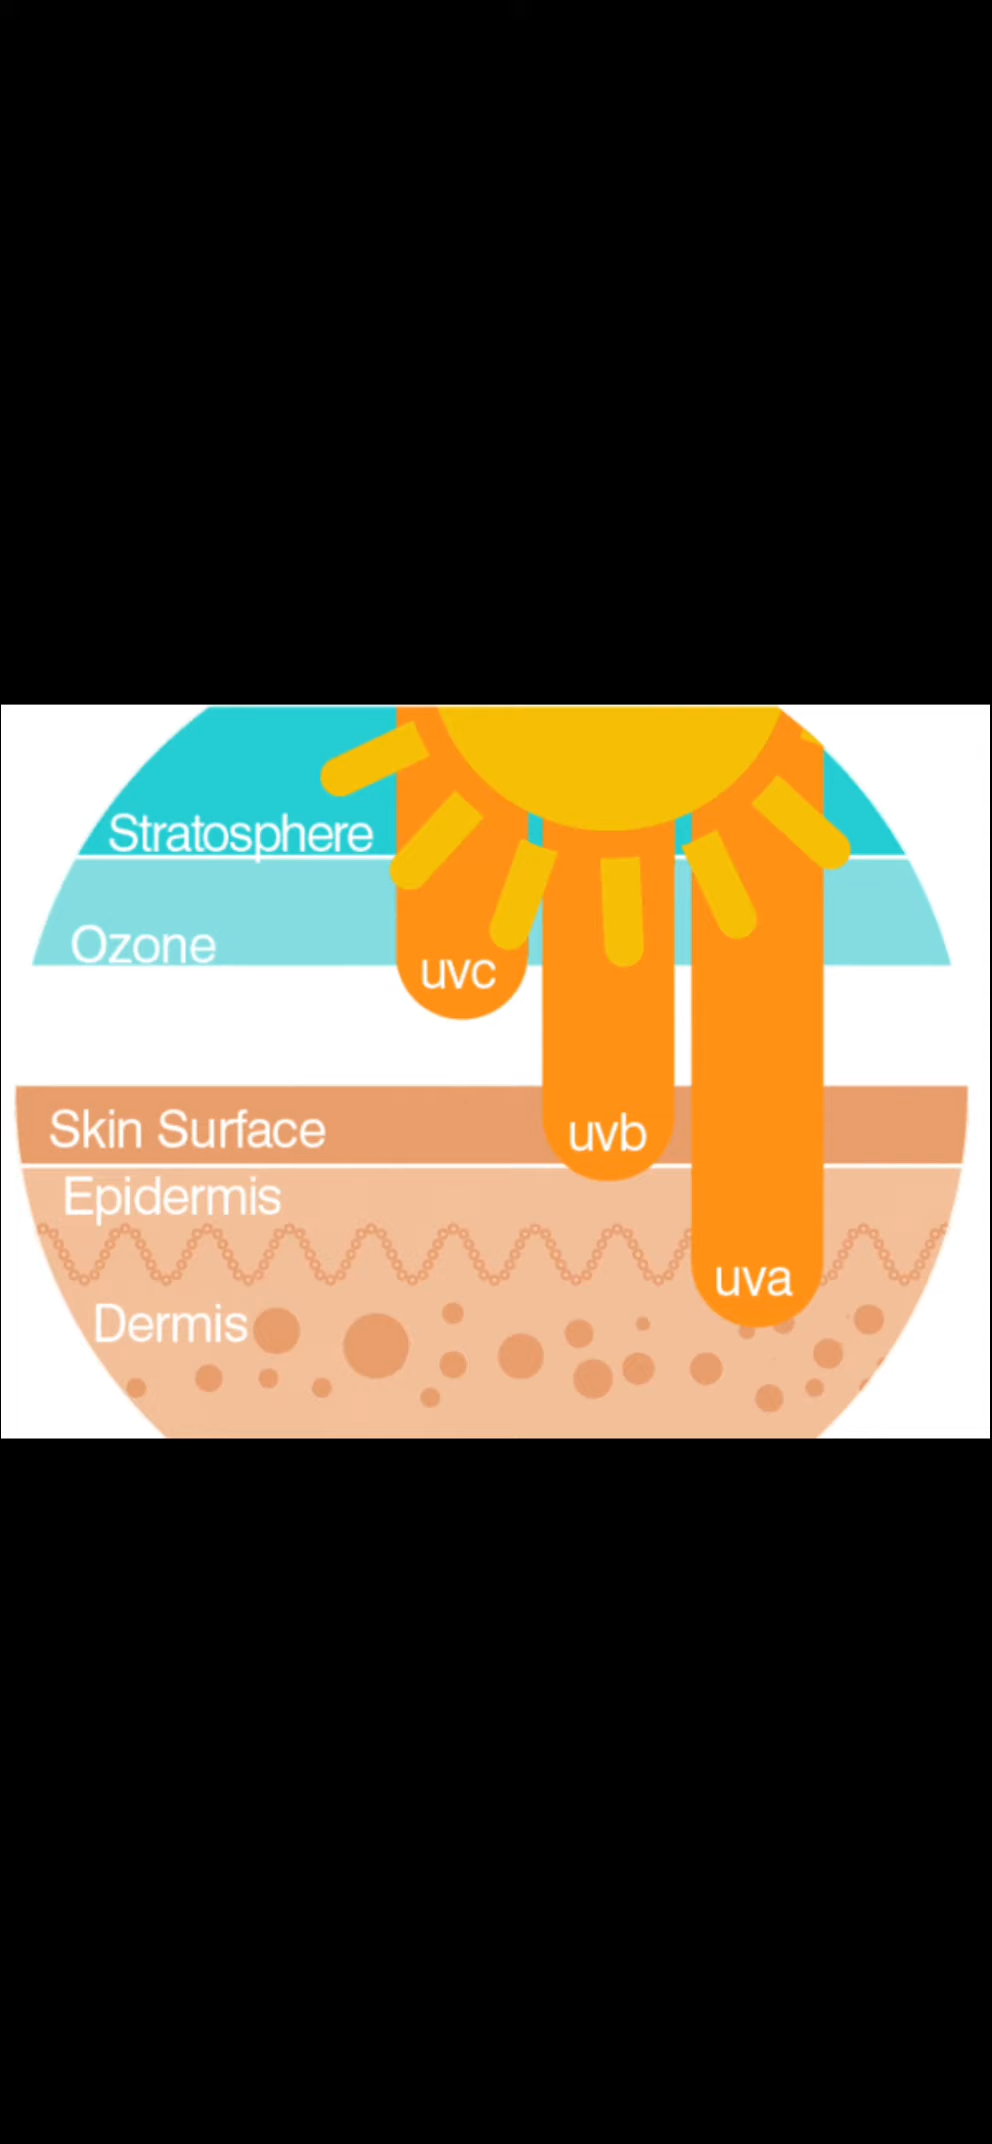 Stratosphere
Ozone
uvc
Skin Surface
uvb
Epidermis
uva
Dermis